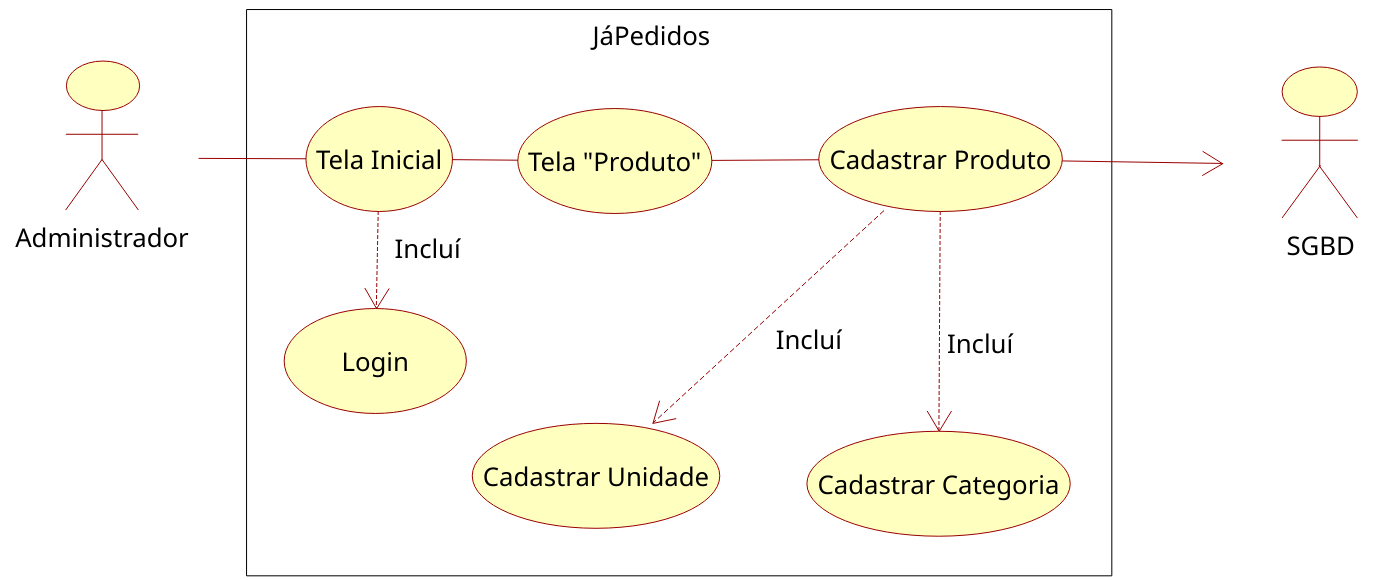 JáPedidos
Tela Inicial
Tela "Produto"
Cadastrar Produto
Administrador
SGBD
Incluí
Incluí
Incluí
Login
Cadastrar Unidade
Cadastrar Categoria